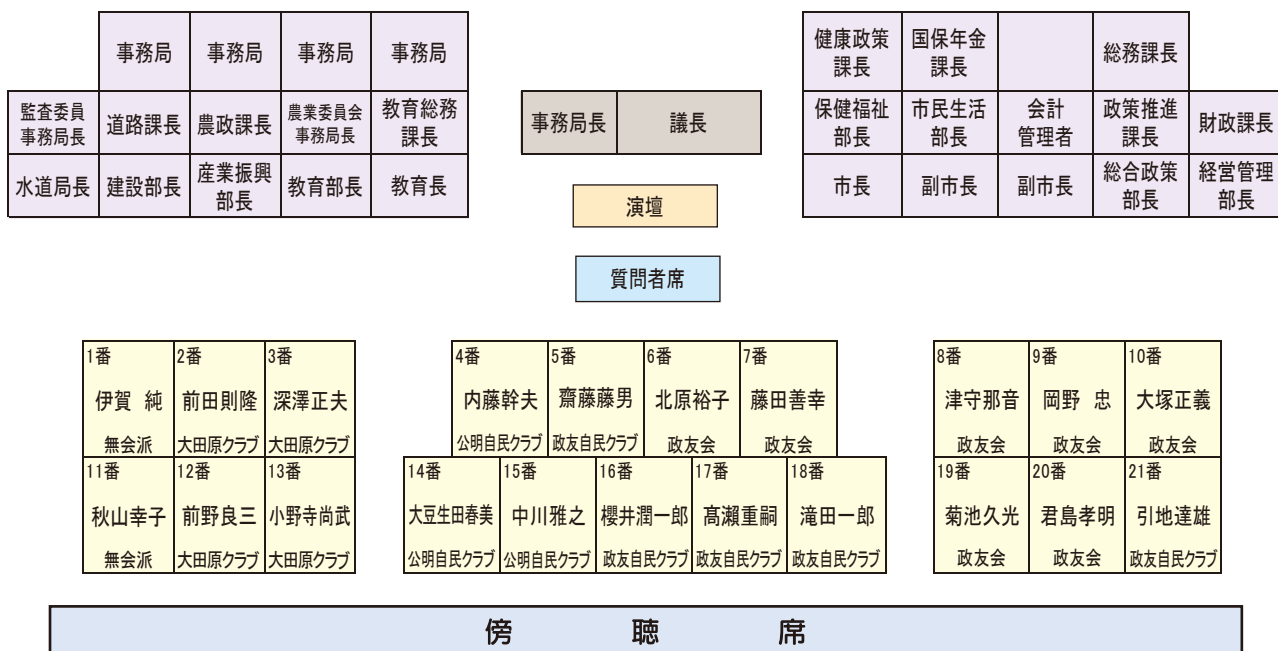 事務局
事務局
事務局
事務局
監査委員
事務局長
道路課長
農政課長
農業委員会
事務局長
教育総務
課長
水道局長
建設部長
産業振興
部長
教育部長
教育長
事務局長
議長
演壇
質問者席
健康政策
課長
国保年金
課長
総務課長
保健福祉
部長
市民生活
部長
会計
管理者
政策推進
課長
財政課長
市長
副市長
副市長
総合政策
部長
経営管理
部長
1番
伊賀 純
無会派
2番
前田則隆
大田原クラブ
3番
深澤正夫
大田原クラブ
4番
内藤幹夫
公明自民クラブ
5番
齋藤藤男
政友自民クラブ
6番
北原裕子
政友会
7番
藤田善幸
政友会
8番
津守那音
政友会
9番
岡野 忠
政友会
10番
大塚正義
政友会
11番
秋山幸子
無会派
12番
前野良三
大田原クラブ
13番
小野寺尚武
大田原クラブ
14番
大豆生田春美
公明自民クラブ
15番
中川雅之
公明自民クラブ
16番
櫻井潤一郎
政友自民クラブ
17番
髙瀨重嗣
政友自民クラブ
18番
滝田一郎
政友自民クラブ
19番
菊池久光
政友会
20番
君島孝明
政友会
21番
引地達雄
政友自民クラブ
傍 聴 席